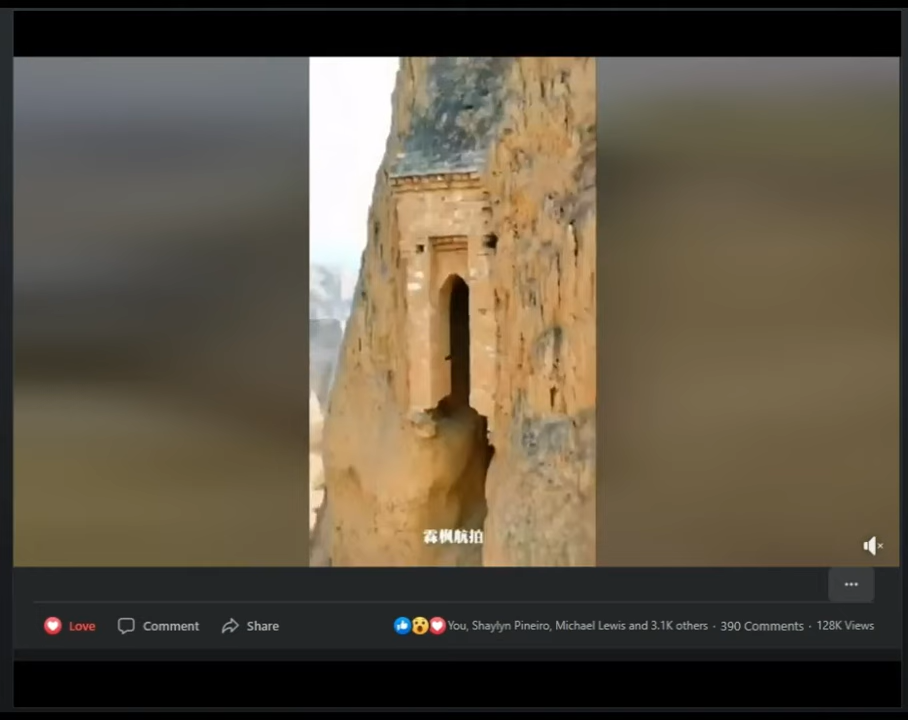 霖枫航拍
Love
Comment
Share
You, Shaylyn Pineiro, Michael Lewis and 3.1K others · 390 Comments · 128K Views